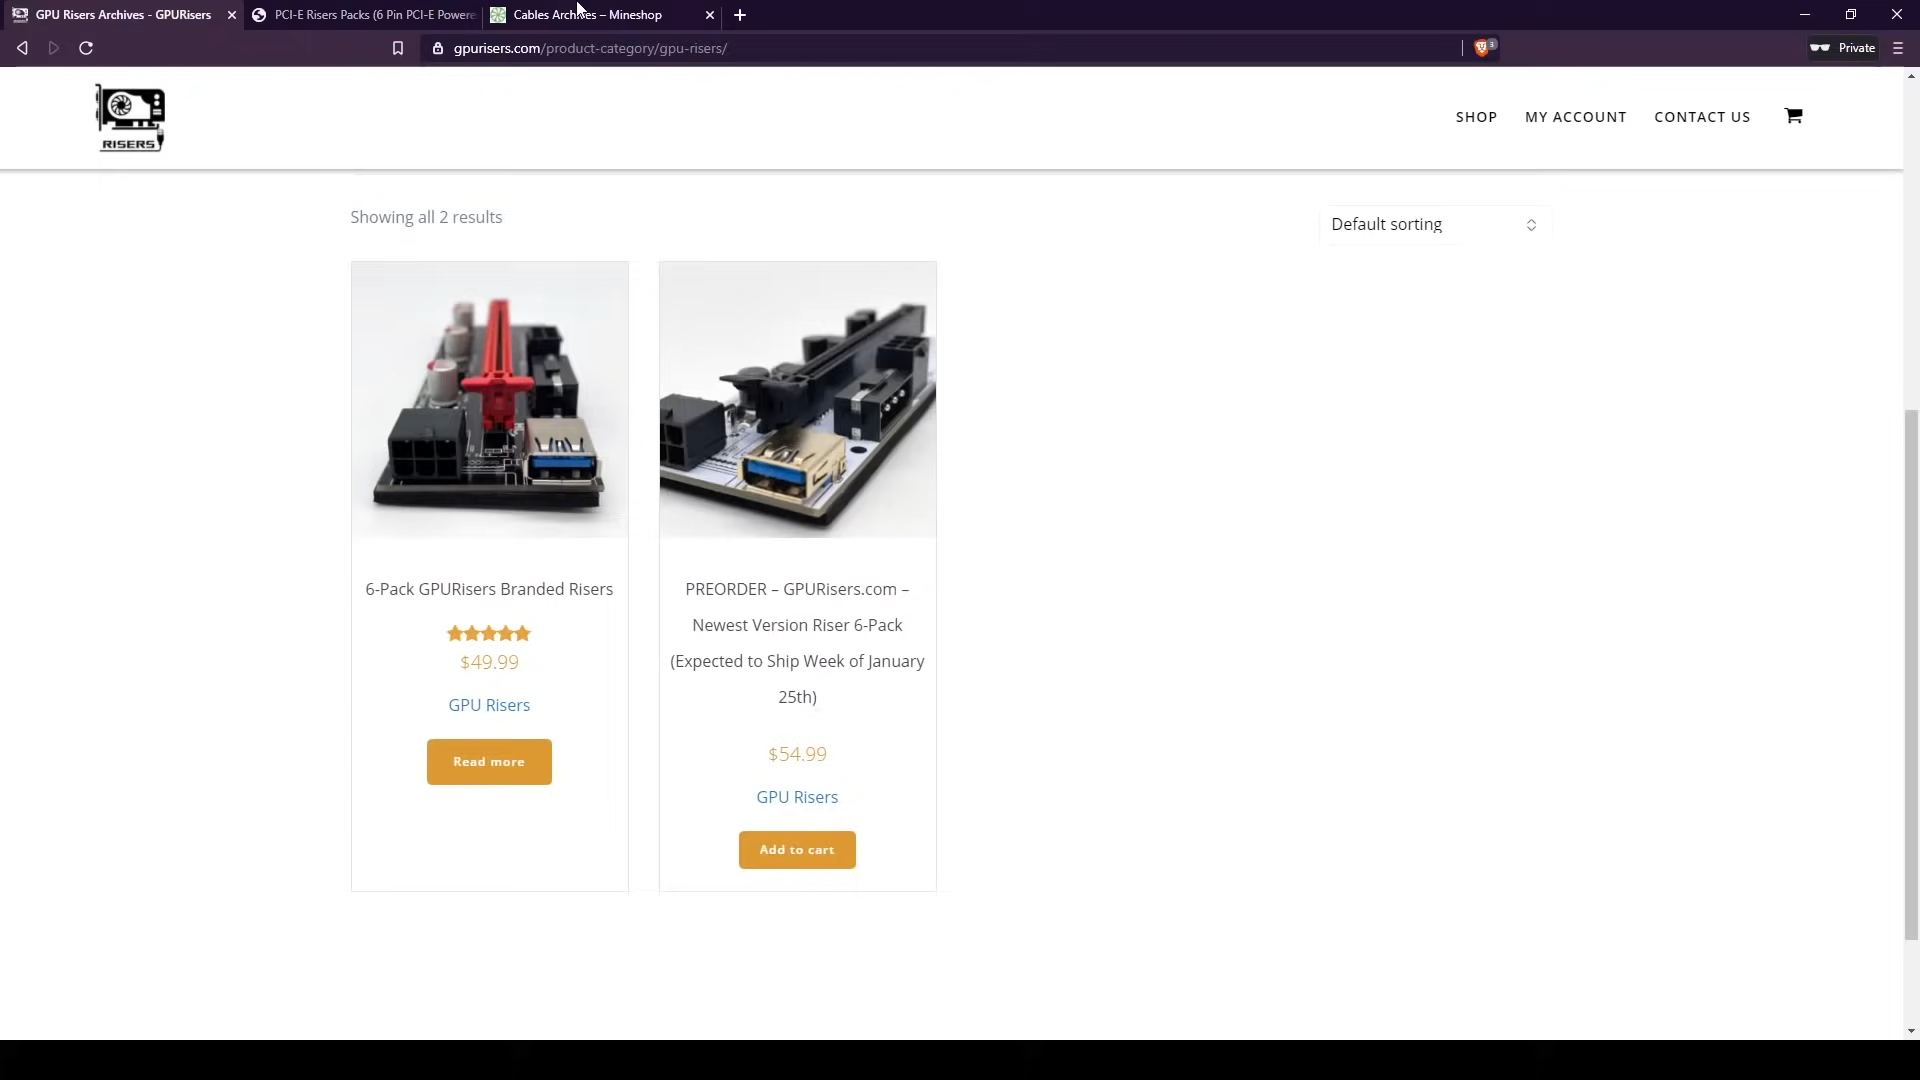 GPU Risers Archives - GPURisers
PCI-E Risers Packs (6 Pin PCI-E Powere
Cables Archives – Mineshop
gpurisers.com/product-category/gpu-risers/
3
Private
RISERS
SHOP
MY ACCOUNT
CONTACT US
Showing all 2 results
Default sorting
6-Pack GPURisers Branded Risers
$49.99
GPU Risers
Read more
PREORDER – GPURisers.com –
Newest Version Riser 6-Pack
(Expected to Ship Week of January
25th)
$54.99
GPU Risers
Add to cart